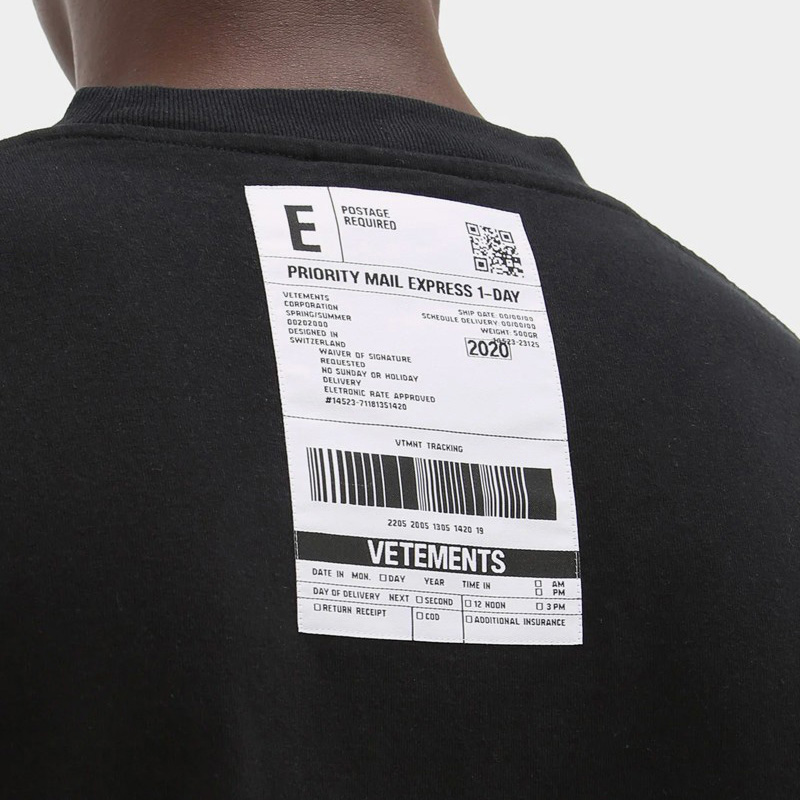 E
POSTAGE
REQUIRED
PRIORITY MAIL EXPRESS 1-DAY
VETEMENTS
CORPORATION
SPRING/SUMMER
00202000
DESIGNED IN
SWITZERLAND
SHIP DATE: 00/00/00
SCHEDULE DELIVERY: 00/00/00
WEIGHT: 500GR
14523-23125
2020
WAIVER OF SIGNATURE
REQUESTED
NO SUNDAY OR HOLIDAY
DELIVERY
ELETRONIC RATE APPROVED
#14523-71181351420
VTMNT TRACKING
2205 2005 1305 1420 19
VETEMENTS
DATE IN MON. DAY YEAR TIME IN AM
PM
DAY OF DELIVERY NEXT SECOND 12 NOON 3 PM
RETURN RECEIPT COD ADDITIONAL INSURANCE